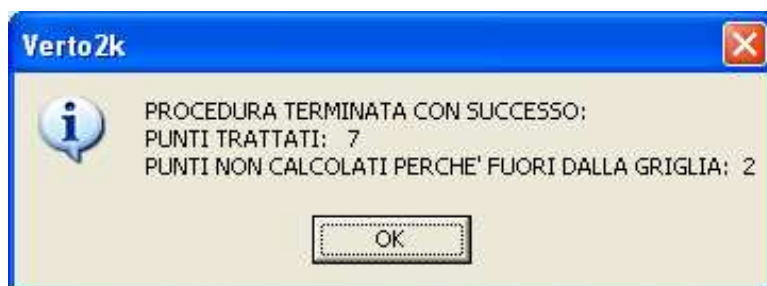 Verto2k
PROCEDURA TERMINATA CON SUCCESSO:
PUNTI TRATTATI: 7
PUNTI NON CALCOLATI PERCHE' FUORI DALLA GRIGLIA: 2
OK